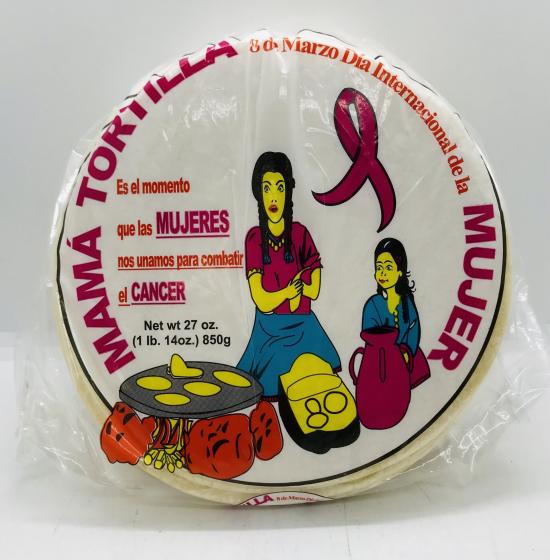 MAMÁ TORTILLA
8 de Marzo Día Internacional de la
MUJER
Es el momento
que las MUJERES
nos unamos para combatir
el CANCER
Net wt 27 oz.
(1 lb. 14oz.) 850g
80